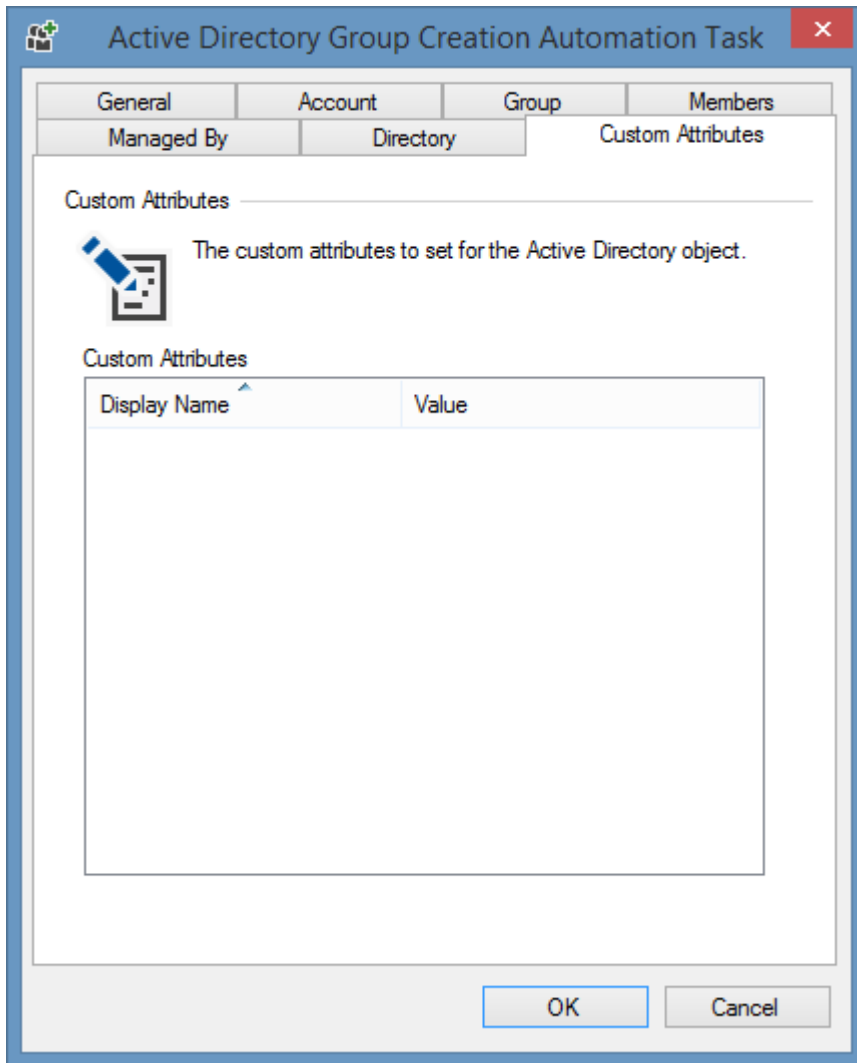 Active Directory Group Creation Automation Task
General Account Group Members
Managed By Directory Custom Attributes
Custom Attributes
The custom attributes to set for the Active Directory object.
Custom Attributes
Display Name Value
OK Cancel